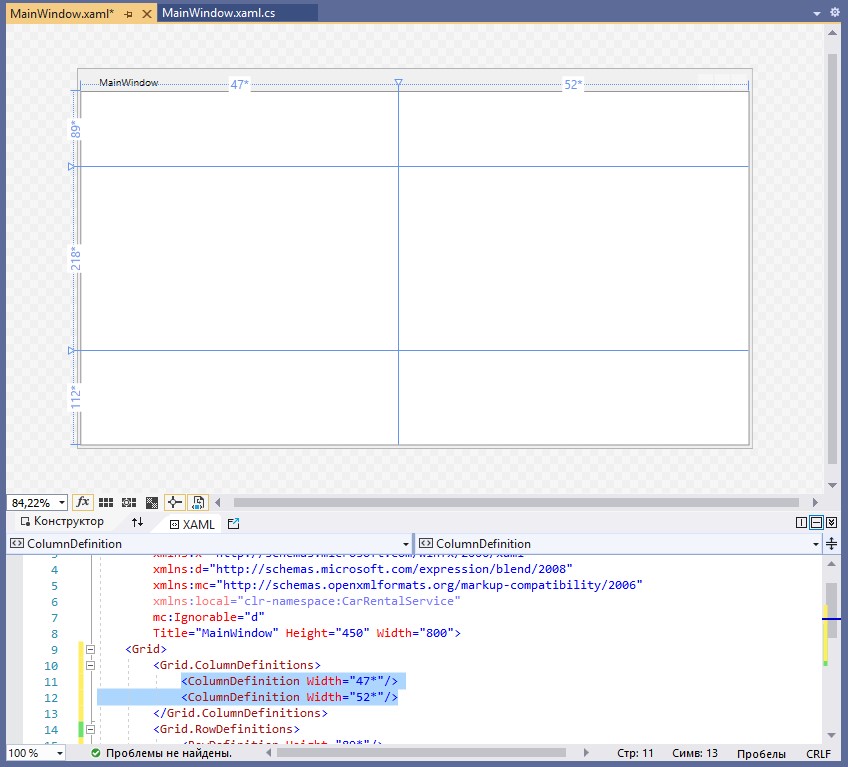 MainWindow.xaml*
MainWindow.xaml.cs
MainWindow
47*
52*
89*
218*
112*
84,22%
fx
Конструктор
XAML
ColumnDefinition
ColumnDefinition
4 xmlns:d="http://schemas.microsoft.com/expression/blend/2008"
5 xmlns:mc="http://schemas.openxmlformats.org/markup-compatibility/2006"
6 xmlns:local="clr-namespace:CarRentalService"
7 mc:Ignorable="d"
8 Title="MainWindow" Height="450" Width="800">
9 <Grid>
10 <Grid.ColumnDefinitions>
11 <ColumnDefinition Width="47*"/>
12 <ColumnDefinition Width="52*"/>
13 </Grid.ColumnDefinitions>
14 <Grid.RowDefinitions>
100 %
Проблемы не найдены.
Стр: 11
Симв: 13
Пробелы
CRLF